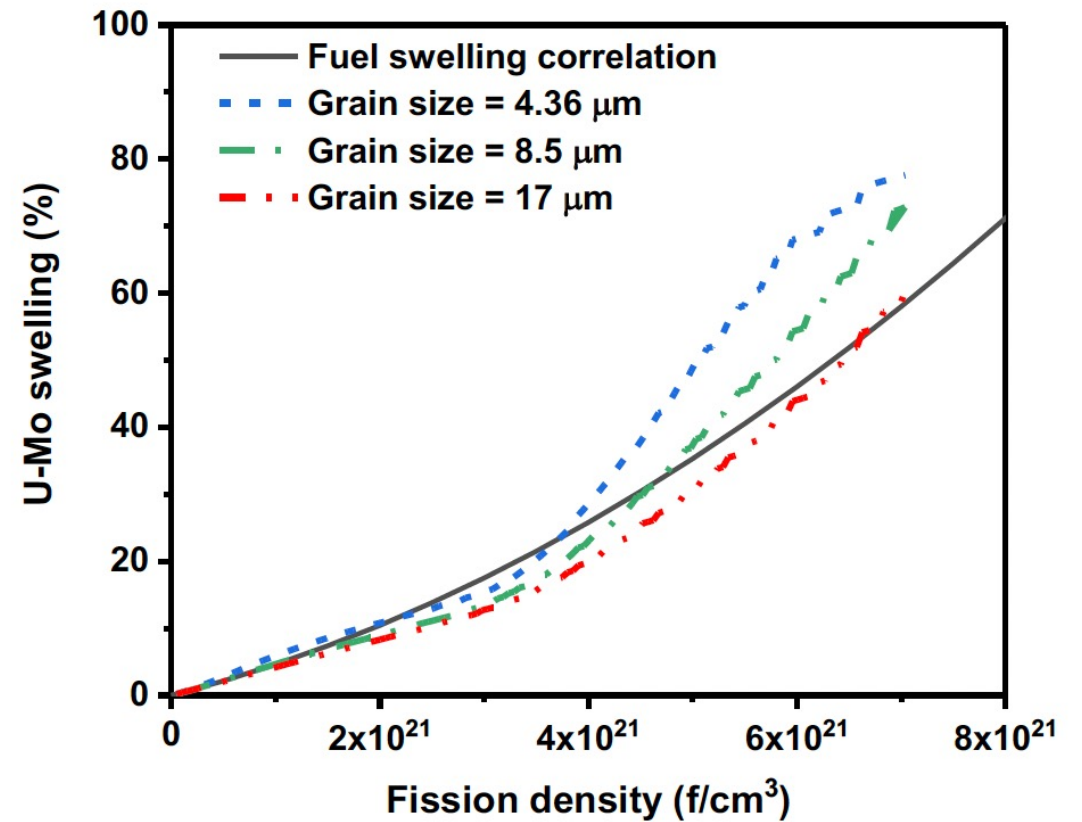 100
80
60
40
20
0
U-Mo swelling (%)
Fuel swelling correlation
Grain size = 4.36 μm
Grain size = 8.5 μm
Grain size = 17 μm
0 2x10²¹ 4x10²¹ 6x10²¹ 8x10²¹
Fission density (f/cm³)